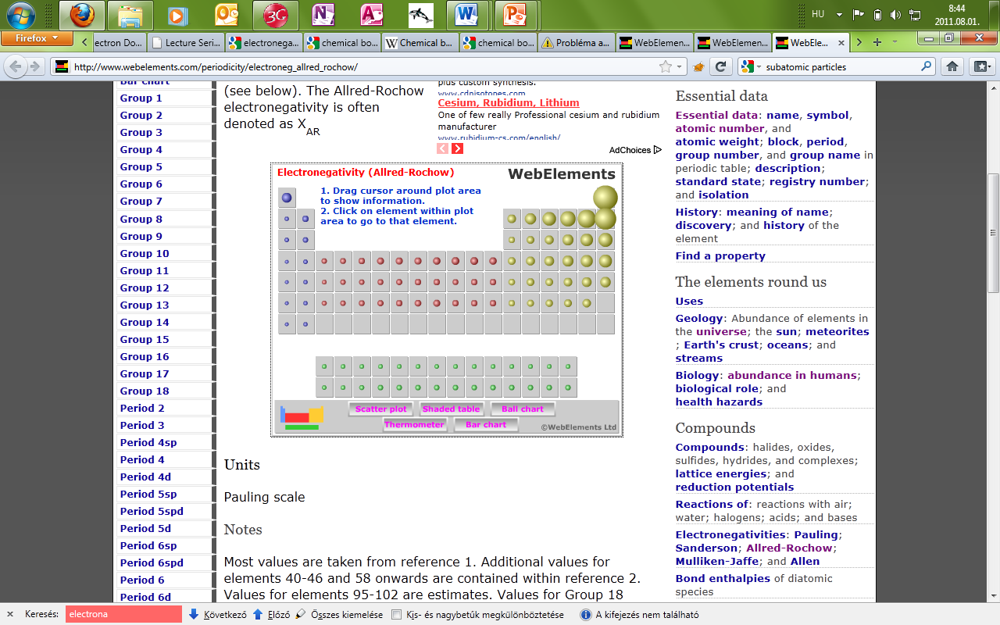 HU
8:44
2011.08.01.
Firefox
ectron Do...
Lecture Seri...
electronega...
chemical bo...
Chemical b...
chemical bo...
Probléma a...
WebElemen...
WebElemen...
WebEle...
http://www.webelements.com/periodicity/electroneg_allred_rochow/
subatomic particles
Bar chart
Group 1
Group 2
Group 3
Group 4
Group 5
Group 6
Group 7
Group 8
Group 9
Group 10
Group 11
Group 12
Group 13
Group 14
Group 15
Group 16
Group 17
Group 18
Period 2
Period 3
Period 4sp
Period 4
Period 4d
Period 5sp
Period 5spd
Period 5d
Period 6sp
Period 6spd
Period 6
Period 6d
(see below). The Allred-Rochow
electronegativity is often
denoted as XAR
plus custom synthesis.
www.cdnisotopes.com
Cesium, Rubidium, Lithium
One of few really Professional cesium and rubidium
manufacturer
www.rubidium-cs.com/english/
AdChoices
Electronegativity (Allred-Rochow)
WebElements
1. Drag cursor around plot area
to show information.
2. Click on element within plot
area to go to that element.
Scatter plot
Shaded table
Ball chart
Thermometer
Bar chart
©WebElements Ltd
Units
Pauling scale
Notes
Most values are taken from reference 1. Additional values for
elements 40-46 and 58 onwards are contained within reference 2.
Values for elements 95-102 are estimates. Values for Group 18
Essential data
Essential data: name, symbol,
atomic number, and
atomic weight; block, period,
group number, and group name in
periodic table; description;
standard state; registry number;
and isolation
History: meaning of name;
discovery; and history of the
element
Find a property
The elements round us
Uses
Geology: Abundance of elements in
the universe; the sun; meteorites
; Earth's crust; oceans; and
streams
Biology: abundance in humans;
biological role; and
health hazards
Compounds
Compounds: halides, oxides,
sulfides, hydrides, and complexes;
lattice energies; and
reduction potentials
Reactions of: reactions with air;
water; halogens; acids; and bases
Electronegativities: Pauling;
Sanderson; Allred-Rochow;
Mulliken-Jaffe; and Allen
Bond enthalpies of diatomic
species
Keresés:
electrona
Következő
Előző
Összes kiemelése
Kis- és nagybetűk megkülönböztetése
A kifejezés nem található